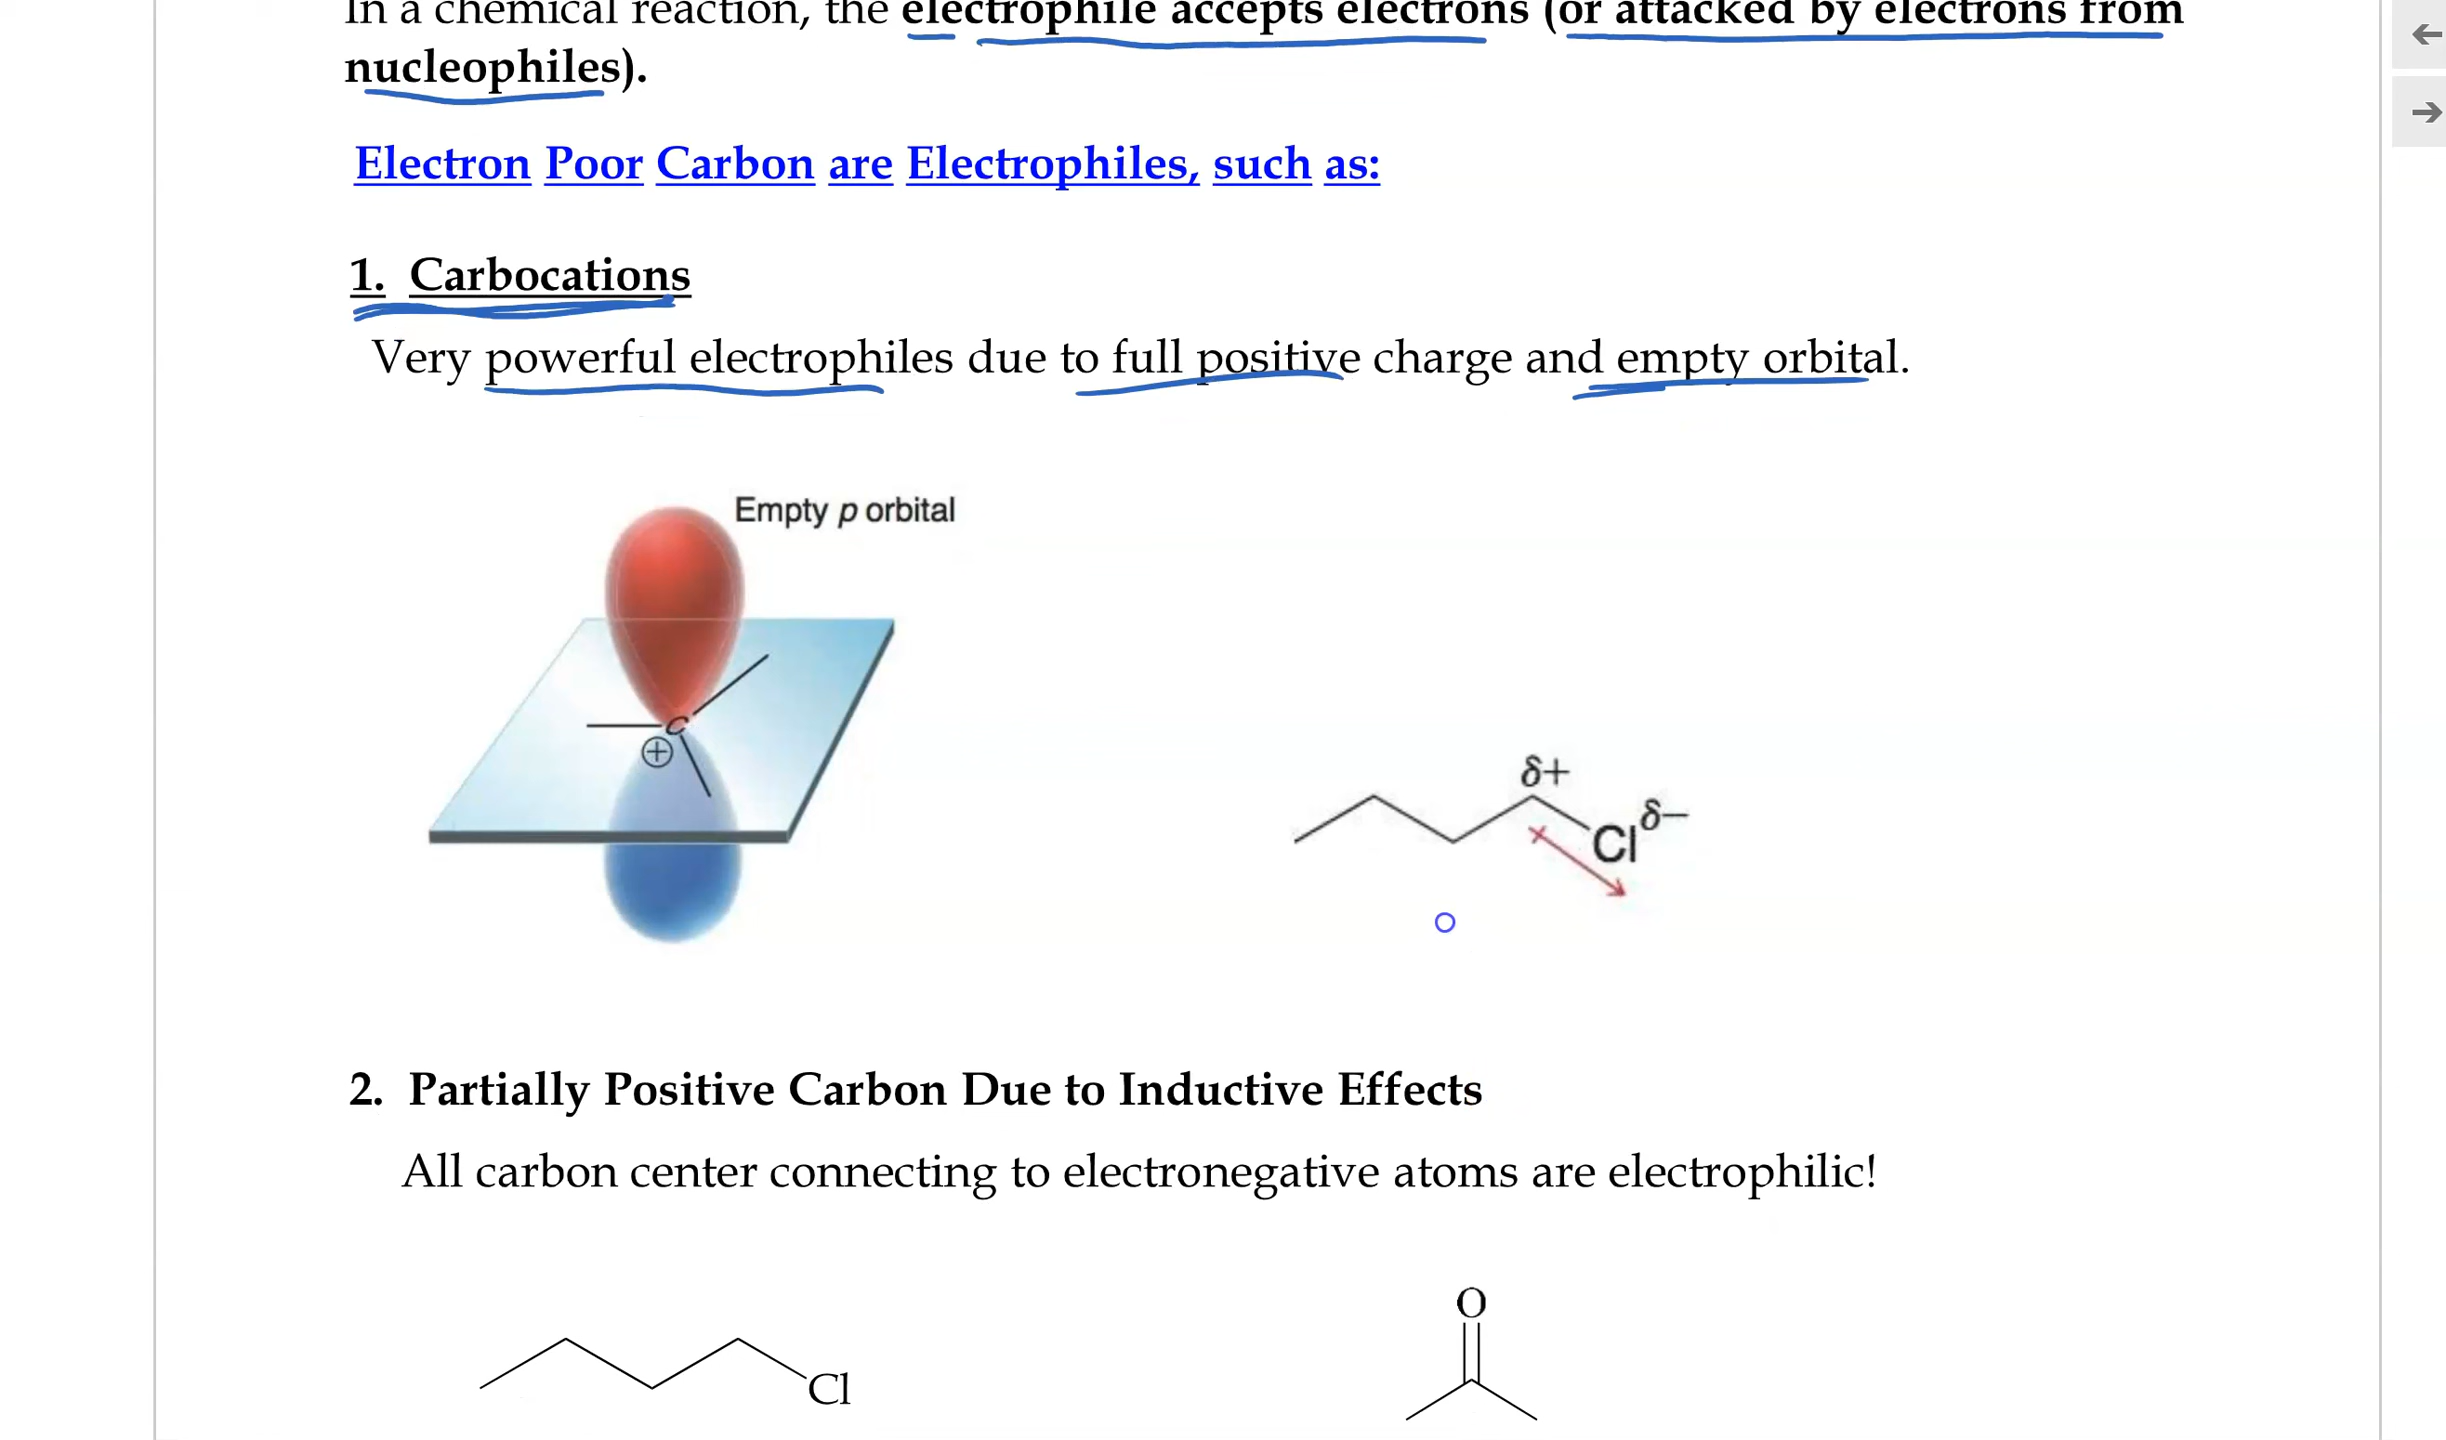 In a chemical reaction, the electrophile accepts electrons (or attacked by electrons from
nucleophiles).
Electron Poor Carbon are Electrophiles, such as:
1. Carbocations
Very powerful electrophiles due to full positive charge and empty orbital.
Empty p orbital
C
⊕
δ+
Cl δ−
2. Partially Positive Carbon Due to Inductive Effects
All carbon center connecting to electronegative atoms are electrophilic!
O
Cl